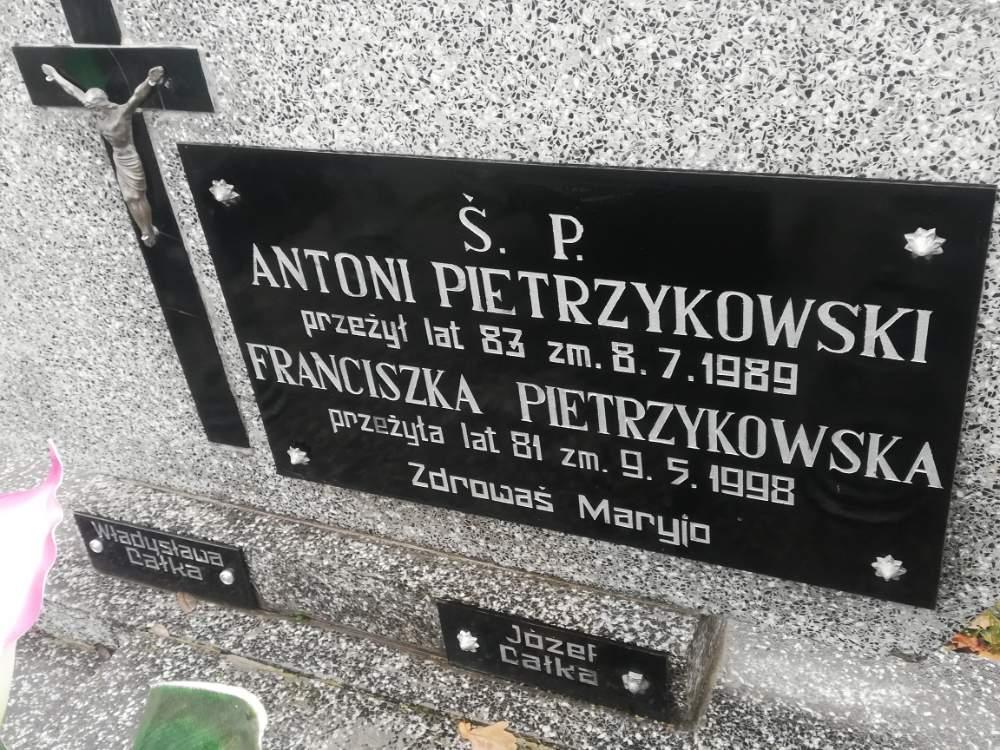 Š. P.
ANTONI PIETRZYKOWSKI
przeżył lat 83 zm. 8. 7. 1989
FRANCISZKA PIETRZYKOWSKA
przeżyła lat 81 zm. 9. 5. 1998
Zdrowaš Maryjo
Władysława
Całka
Józef
Całka